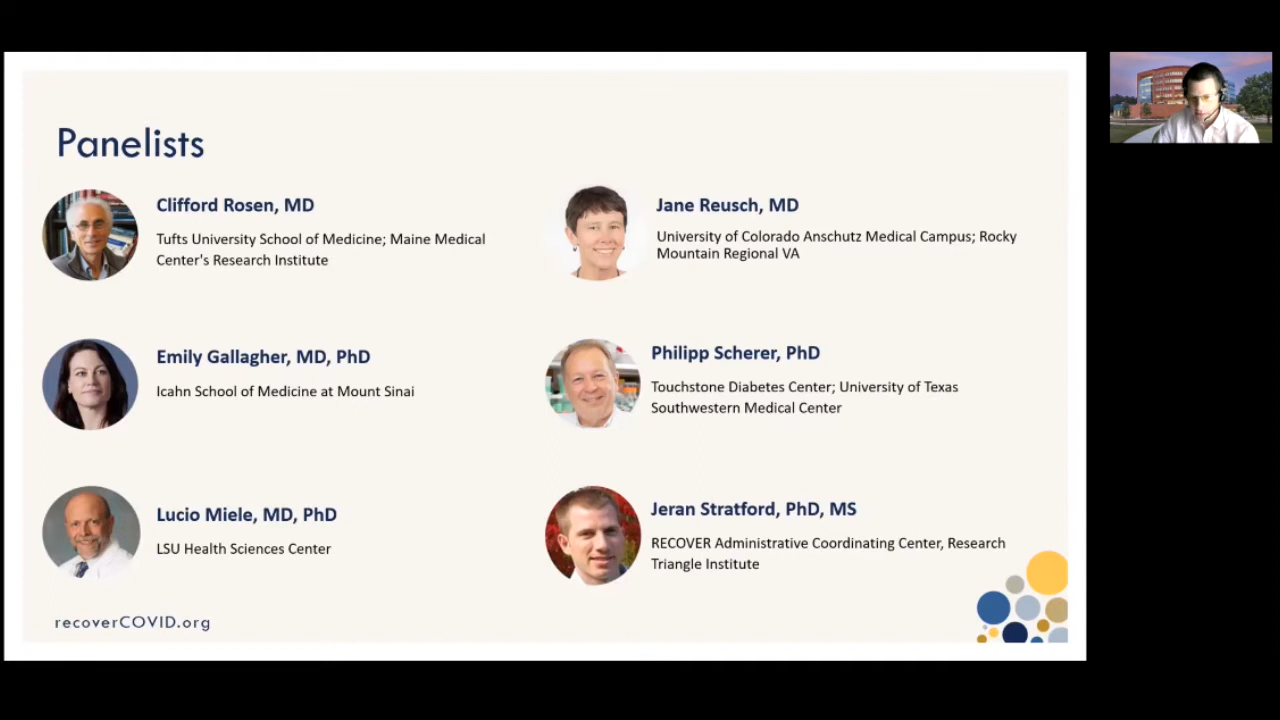 Panelists
Clifford Rosen, MD
Tufts University School of Medicine; Maine Medical
Center's Research Institute
Jane Reusch, MD
University of Colorado Anschutz Medical Campus; Rocky
Mountain Regional VA
Emily Gallagher, MD, PhD
Icahn School of Medicine at Mount Sinai
Philipp Scherer, PhD
Touchstone Diabetes Center; University of Texas
Southwestern Medical Center
Lucio Miele, MD, PhD
LSU Health Sciences Center
Jeran Stratford, PhD, MS
RECOVER Administrative Coordinating Center, Research
Triangle Institute
recoverCOVID.org